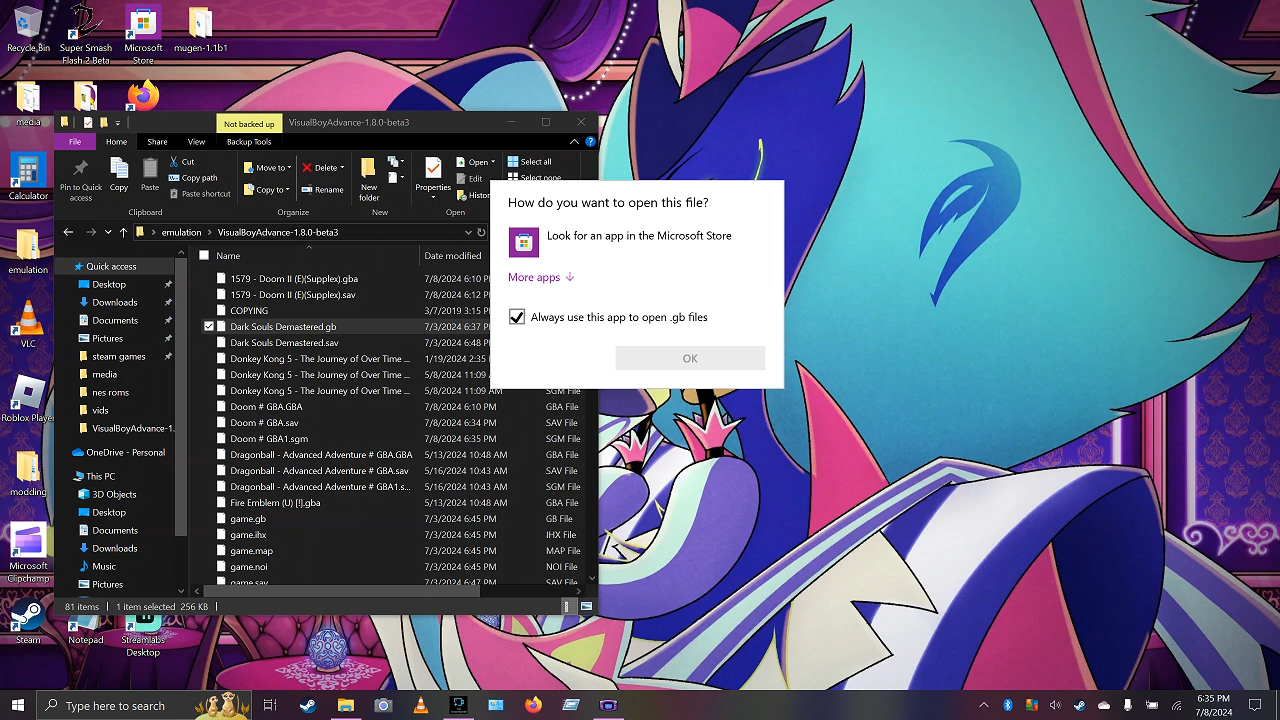 Recycle Bin
Super Smash Flash 2 Beta
Microsoft Store
mugen-1.1b1
media
Calculator
emulation
VLC
Roblox Player
modding
Microsoft Clipchamp
Steam
Notepad
Streamlabs Desktop
Not backed up
VisualBoyAdvance-1.8.0-beta3
File
Home
Share
View
Backup Tools
Pin to Quick access
Copy
Paste
Cut
Copy path
Paste shortcut
Clipboard
Move to
Copy to
Delete
Rename
Organize
New folder
New
Properties
Open
Edit
Histor
Open
Select all
Select none
emulation > VisualBoyAdvance-1.8.0-beta3
Quick access
Desktop
Downloads
Documents
Pictures
steam games
media
nes roms
vids
VisualBoyAdvance-1.
OneDrive - Personal
This PC
3D Objects
Desktop
Documents
Downloads
Music
Pictures
Name Date modified
1579 - Doom II (E)(Supplex).gba 7/8/2024 6:10 P
1579 - Doom II (E)(Supplex).sav 7/8/2024 6:12 P
COPYING 3/7/2019 3:15 P
Dark Souls Demastered.gb 7/3/2024 6:37 P
Dark Souls Demastered.sav 7/3/2024 6:48 P
Donkey Kong 5 - The Journey of Over Time ... 1/19/2024 2:35
Donkey Kong 5 - The Journey of Over Time ... 5/8/2024 11:09
Donkey Kong 5 - The Journey of Over Time ... 5/8/2024 11:09 AM SGM File
Doom # GBA.GBA 7/8/2024 6:10 PM GBA File
Doom # GBA.sav 7/8/2024 6:34 PM SAV File
Doom # GBA1.sgm 7/8/2024 6:35 PM SGM File
Dragonball - Advanced Adventure # GBA.GBA 5/13/2024 10:48 AM GBA File
Dragonball - Advanced Adventure # GBA.sav 5/16/2024 10:43 AM SAV File
Dragonball - Advanced Adventure # GBA1.s... 5/16/2024 10:43 AM SGM File
Fire Emblem (U) [!].gba 5/13/2024 10:48 AM GBA File
game.gb 7/3/2024 6:45 PM GB File
game.ihx 7/3/2024 6:45 PM IHX File
game.map 7/3/2024 6:45 PM MAP File
game.noi 7/3/2024 6:45 PM NOI File
game.sav 7/3/2024 6:47 PM SAV File
81 items 1 item selected 256 KB
How do you want to open this file?
Look for an app in the Microsoft Store
More apps
Always use this app to open .gb files
OK
Type here to search
6:35 PM
7/8/2024